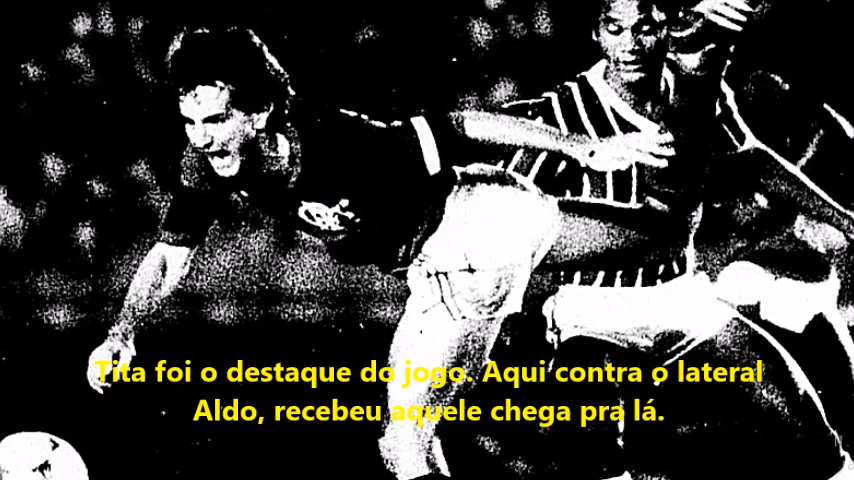 Tita foi o destaque do jogo. Aqui contra o lateral
Aldo, recebeu aquele chega pra lá.